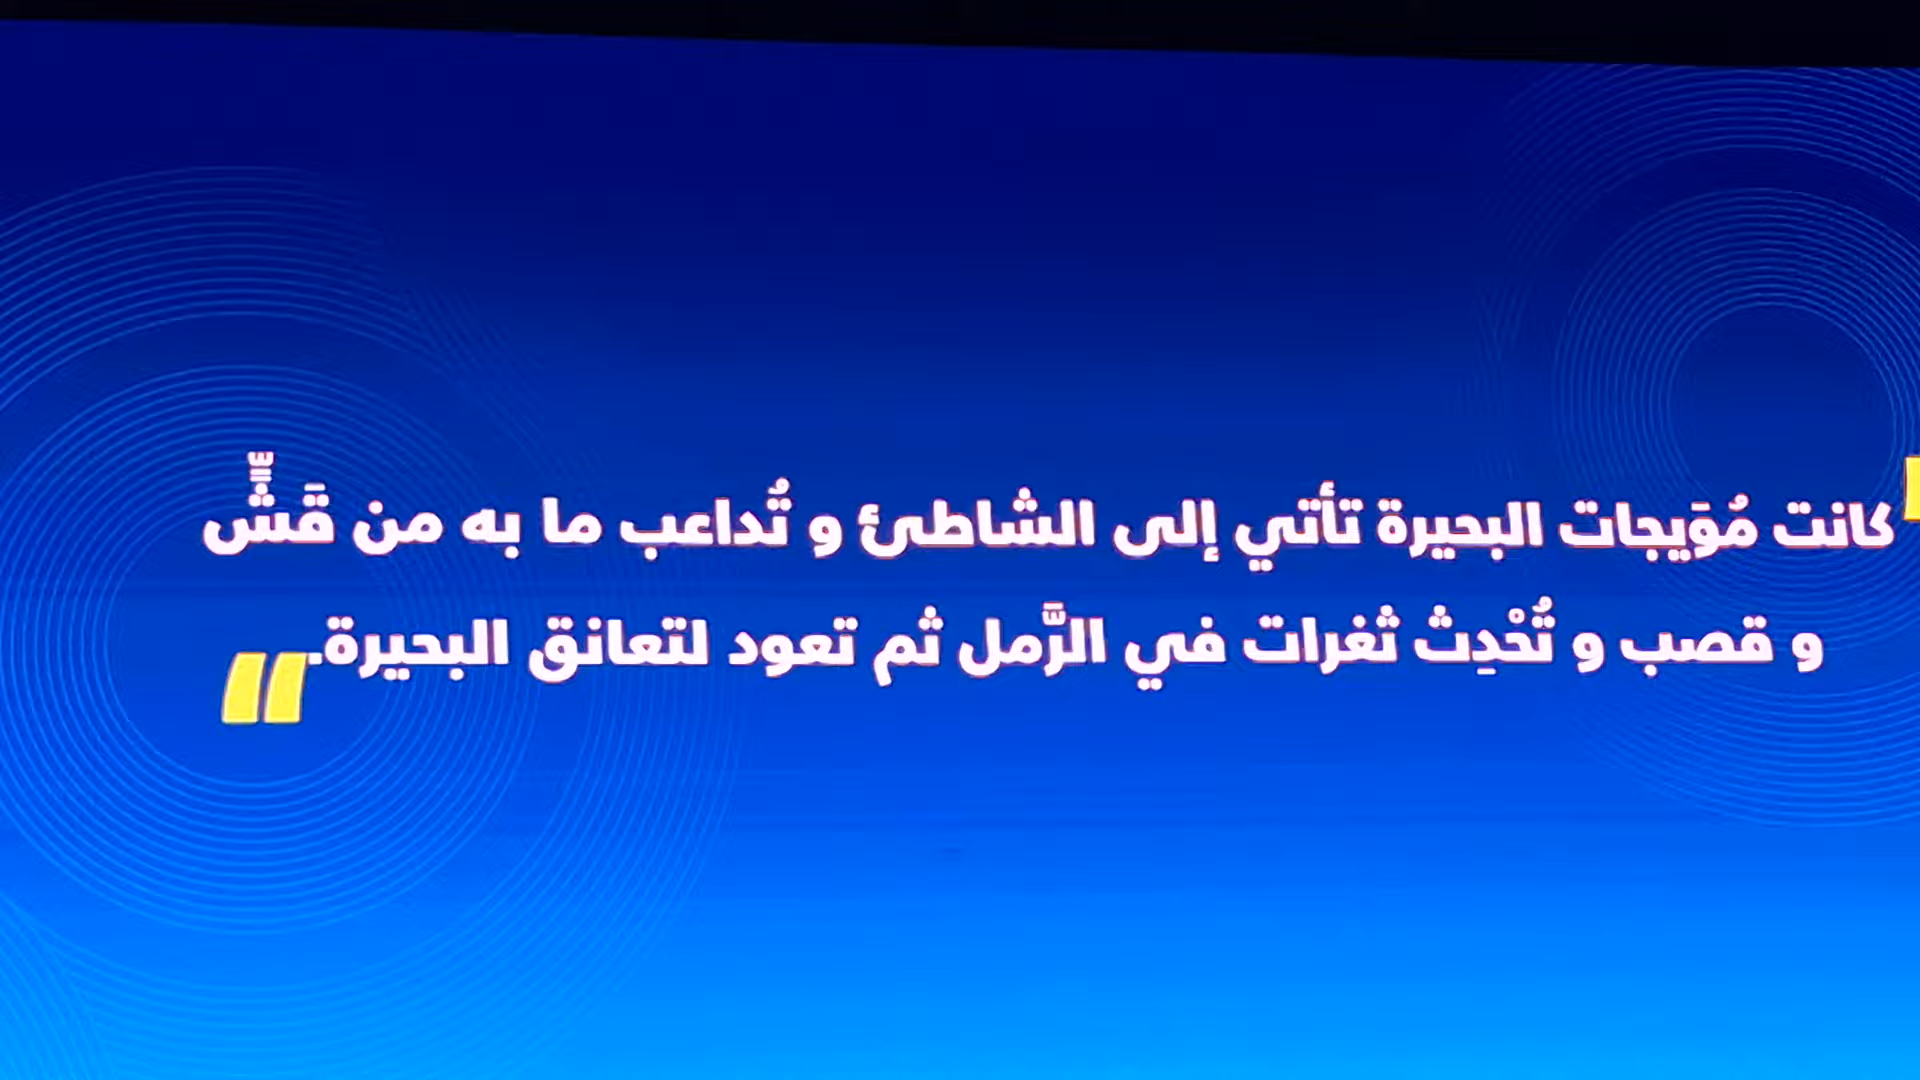 كانت مُوَيجات البحيرة تأتي إلى الشاطئ و تُداعب ما به من قَشٍّّ
و قصب و تُحْدِث ثغرات في الرَّمل ثم تعود لتعانق البحيرة.